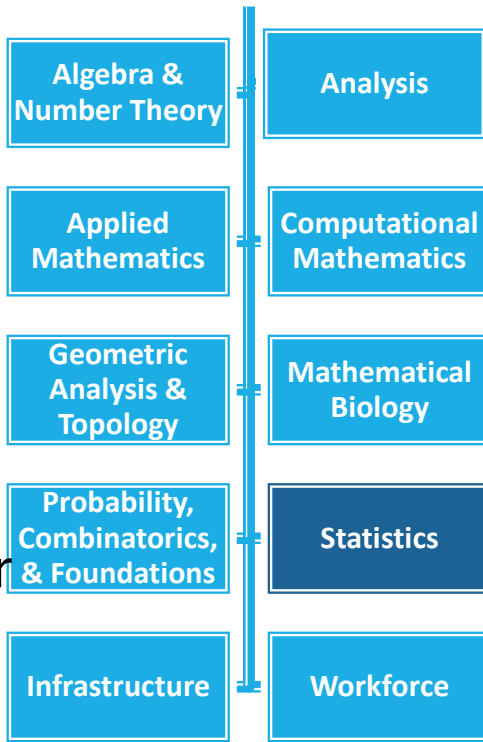 Algebra &
Number Theory
Analysis
Applied
Mathematics
Computational
Mathematics
Geometric
Analysis &
Topology
Mathematical
Biology
Probability,
Combinatorics,
& Foundations
Statistics
r
Infrastructure
Workforce